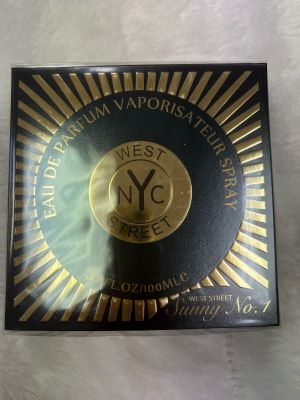 EAU DE PARFUM VAPORISATEUR SPRAY
WEST
NYC
STREET
FL.OZ/100ML℮
WEST STREET
Sunny No.1